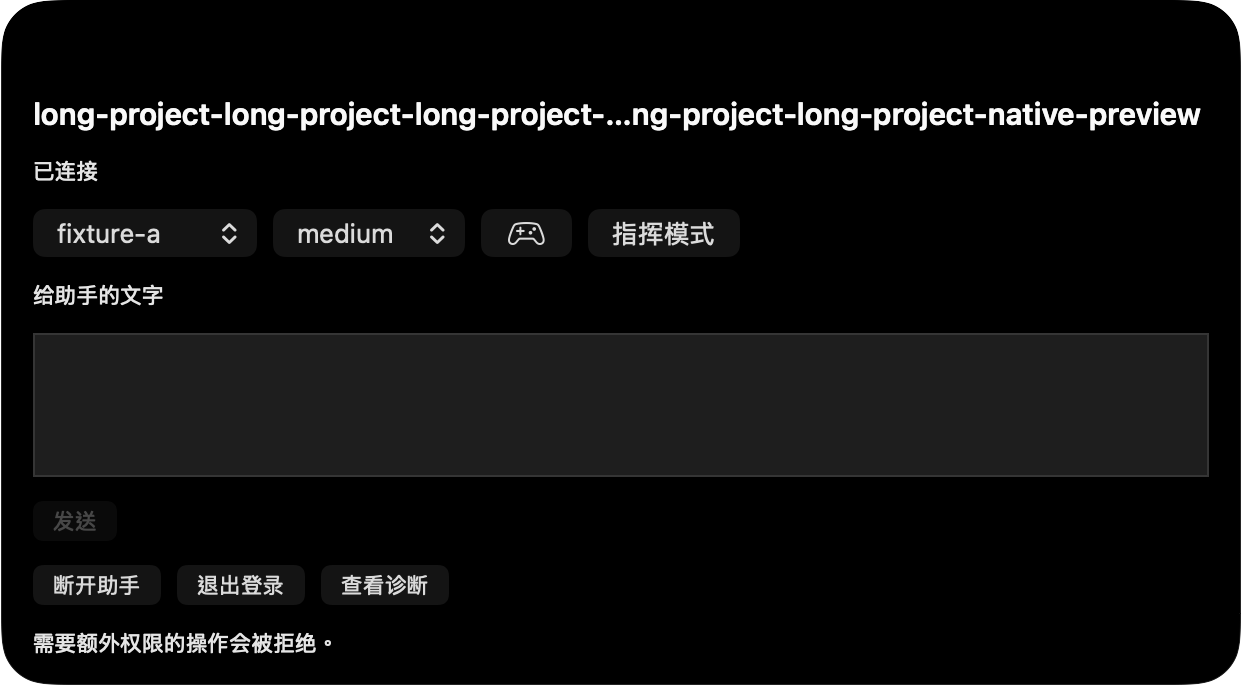 long-project-long-project-long-project-...ng-project-long-project-native-preview
已连接
fixture-a medium 指挥模式
给助手的文字
发送
断开助手 退出登录 查看诊断
需要额外权限的操作会被拒绝。